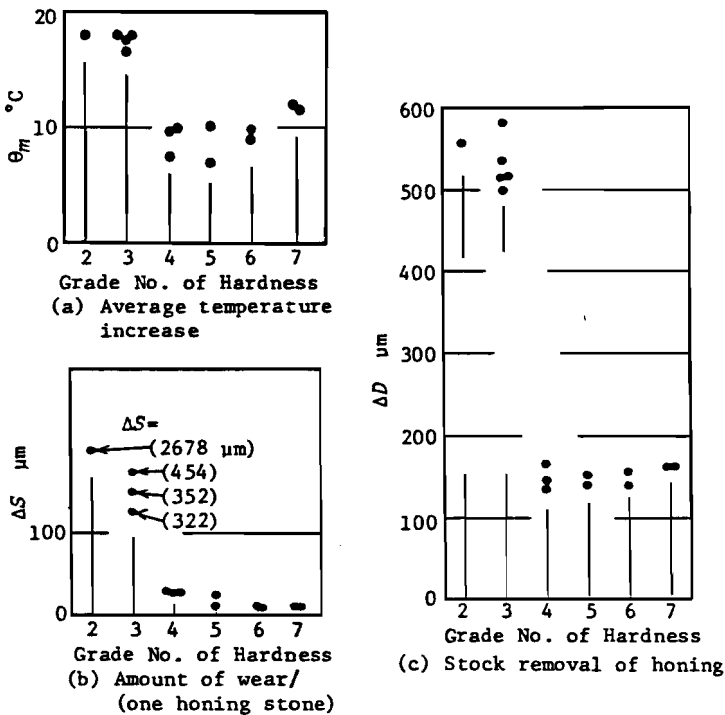 20
10
0
θm °C
2 3 4 5 6 7
Grade No. of Hardness
(a) Average temperature
increase
ΔS=
(2678 μm)
(454)
(352)
(322)
100
0
ΔS μm
2 3 4 5 6 7
Grade No. of Hardness
(b) Amount of wear/
(one honing stone)
600
500
400
300
200
100
0
ΔD μm
2 3 4 5 6 7
Grade No. of Hardness
(c) Stock removal of honing